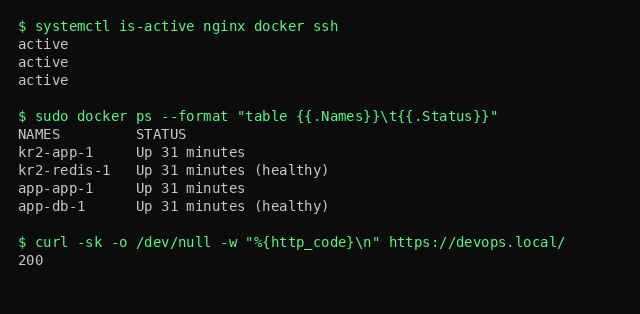 $ systemctl is-active nginx docker ssh
active
active
active
$ sudo docker ps --format "table {{.Names}}\t{{.Status}}"
NAMES         STATUS
kr2-app-1     Up 31 minutes
kr2-redis-1   Up 31 minutes (healthy)
app-app-1     Up 31 minutes
app-db-1      Up 31 minutes (healthy)
$ curl -sk -o /dev/null -w "%{http_code}\n" https://devops.local/
200